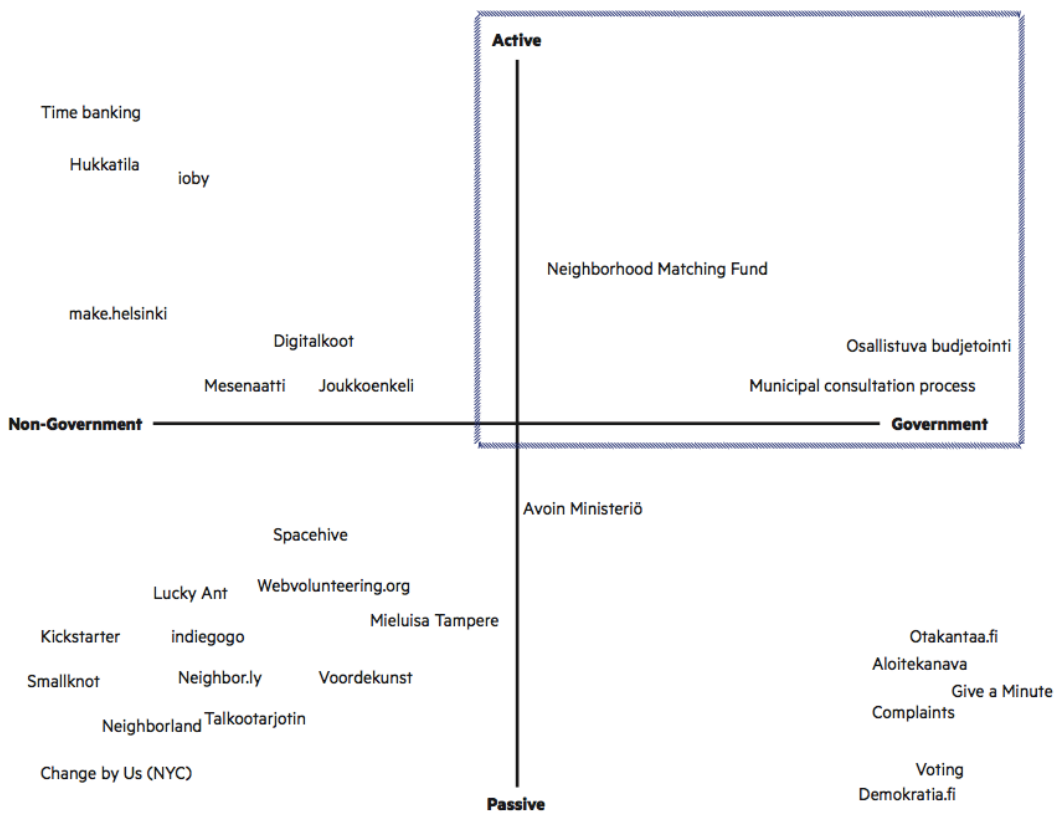 Active
Time banking
Hukkatila
ioby
Neighborhood Matching Fund
make.helsinki
Digitalkoot
Osallistuva budjetointi
Mesenaatti
Joukkoenkeli
Municipal consultation process
Non-Government
Government
Avoin Ministeriö
Spacehive
Lucky Ant
Webvolunteering.org
Mieluisa Tampere
Kickstarter
indiegogo
Otakantaa.fi
Aloitekanava
Smallknot
Neighbor.ly
Voordekunst
Give a Minute
Complaints
Neighborland
Talkootarjotin
Change by Us (NYC)
Voting
Demokratia.fi
Passive